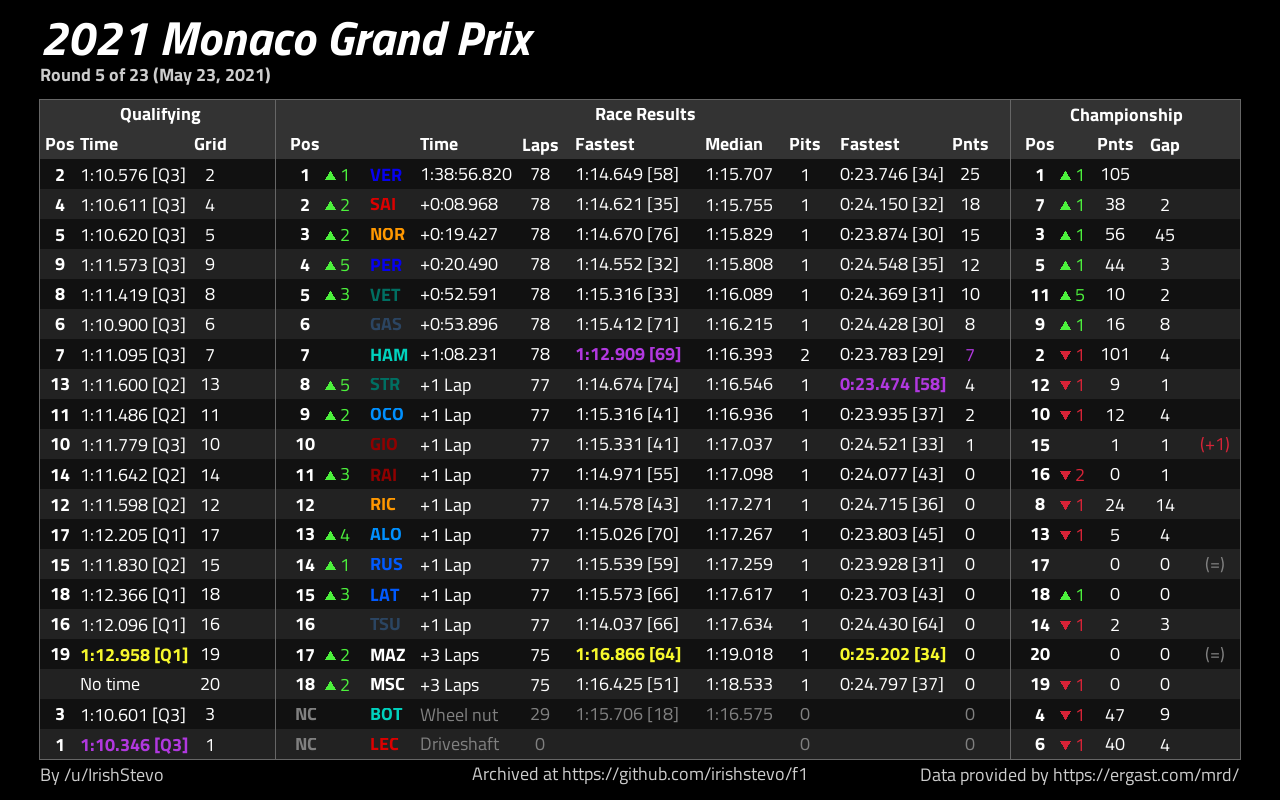 2021 Monaco Grand Prix
Round 5 of 23 (May 23, 2021)
Qualifying Race Results Championship
Pos Time Grid Pos Time Laps Fastest Median Pits Fastest Pnts Pos Pnts Gap
2 1:10.576 [Q3] 2 1 ▲1 VER 1:38:56.820 78 1:14.649 [58] 1:15.707 1 0:23.746 [34] 25 1 ▲1 105
4 1:10.611 [Q3] 4 2 ▲2 SAI +0:08.968 78 1:14.621 [35] 1:15.755 1 0:24.150 [32] 18 7 ▲1 38 2
5 1:10.620 [Q3] 5 3 ▲2 NOR +0:19.427 78 1:14.670 [76] 1:15.829 1 0:23.874 [30] 15 3 ▲1 56 45
9 1:11.573 [Q3] 9 4 ▲5 PER +0:20.490 78 1:14.552 [32] 1:15.808 1 0:24.548 [35] 12 5 ▲1 44 3
8 1:11.419 [Q3] 8 5 ▲3 VET +0:52.591 78 1:15.316 [33] 1:16.089 1 0:24.369 [31] 10 11 ▲5 10 2
6 1:10.900 [Q3] 6 6 GAS +0:53.896 78 1:15.412 [71] 1:16.215 1 0:24.428 [30] 8 9 ▲1 16 8
7 1:11.095 [Q3] 7 7 HAM +1:08.231 78 1:12.909 [69] 1:16.393 2 0:23.783 [29] 7 2 ▼1 101 4
13 1:11.600 [Q2] 13 8 ▲5 STR +1 Lap 77 1:14.674 [74] 1:16.546 1 0:23.474 [58] 4 12 ▼1 9 1
11 1:11.486 [Q2] 11 9 ▲2 OCO +1 Lap 77 1:15.316 [41] 1:16.936 1 0:23.935 [37] 2 10 ▼1 12 4
10 1:11.779 [Q3] 10 10 GIO +1 Lap 77 1:15.331 [41] 1:17.037 1 0:24.521 [33] 1 15 1 1 (+1)
14 1:11.642 [Q2] 14 11 ▲3 RAI +1 Lap 77 1:14.971 [55] 1:17.098 1 0:24.077 [43] 0 16 ▼2 0 1
12 1:11.598 [Q2] 12 12 RIC +1 Lap 77 1:14.578 [43] 1:17.271 1 0:24.715 [36] 0 8 ▼1 24 14
17 1:12.205 [Q1] 17 13 ▲4 ALO +1 Lap 77 1:15.026 [70] 1:17.267 1 0:23.803 [45] 0 13 ▼1 5 4
15 1:11.830 [Q2] 15 14 ▲1 RUS +1 Lap 77 1:15.539 [59] 1:17.259 1 0:23.928 [31] 0 17 0 0 (=)
18 1:12.366 [Q1] 18 15 ▲3 LAT +1 Lap 77 1:15.573 [66] 1:17.617 1 0:23.703 [43] 0 18 ▲1 0 0
16 1:12.096 [Q1] 16 16 TSU +1 Lap 77 1:14.037 [66] 1:17.634 1 0:24.430 [64] 0 14 ▼1 2 3
19 1:12.958 [Q1] 19 17 ▲2 MAZ +3 Laps 75 1:16.866 [64] 1:19.018 1 0:25.202 [34] 0 20 0 0 (=)
No time 20 18 ▲2 MSC +3 Laps 75 1:16.425 [51] 1:18.533 1 0:24.797 [37] 0 19 ▼1 0 0
3 1:10.601 [Q3] 3 NC BOT Wheel nut 29 1:15.706 [18] 1:16.575 0 0 4 ▼1 47 9
1 1:10.346 [Q3] 1 NC LEC Driveshaft 0 0 0 6 ▼1 40 4
By /u/IrishStevo Archived at https://github.com/irishstevo/f1 Data provided by https://ergast.com/mrd/